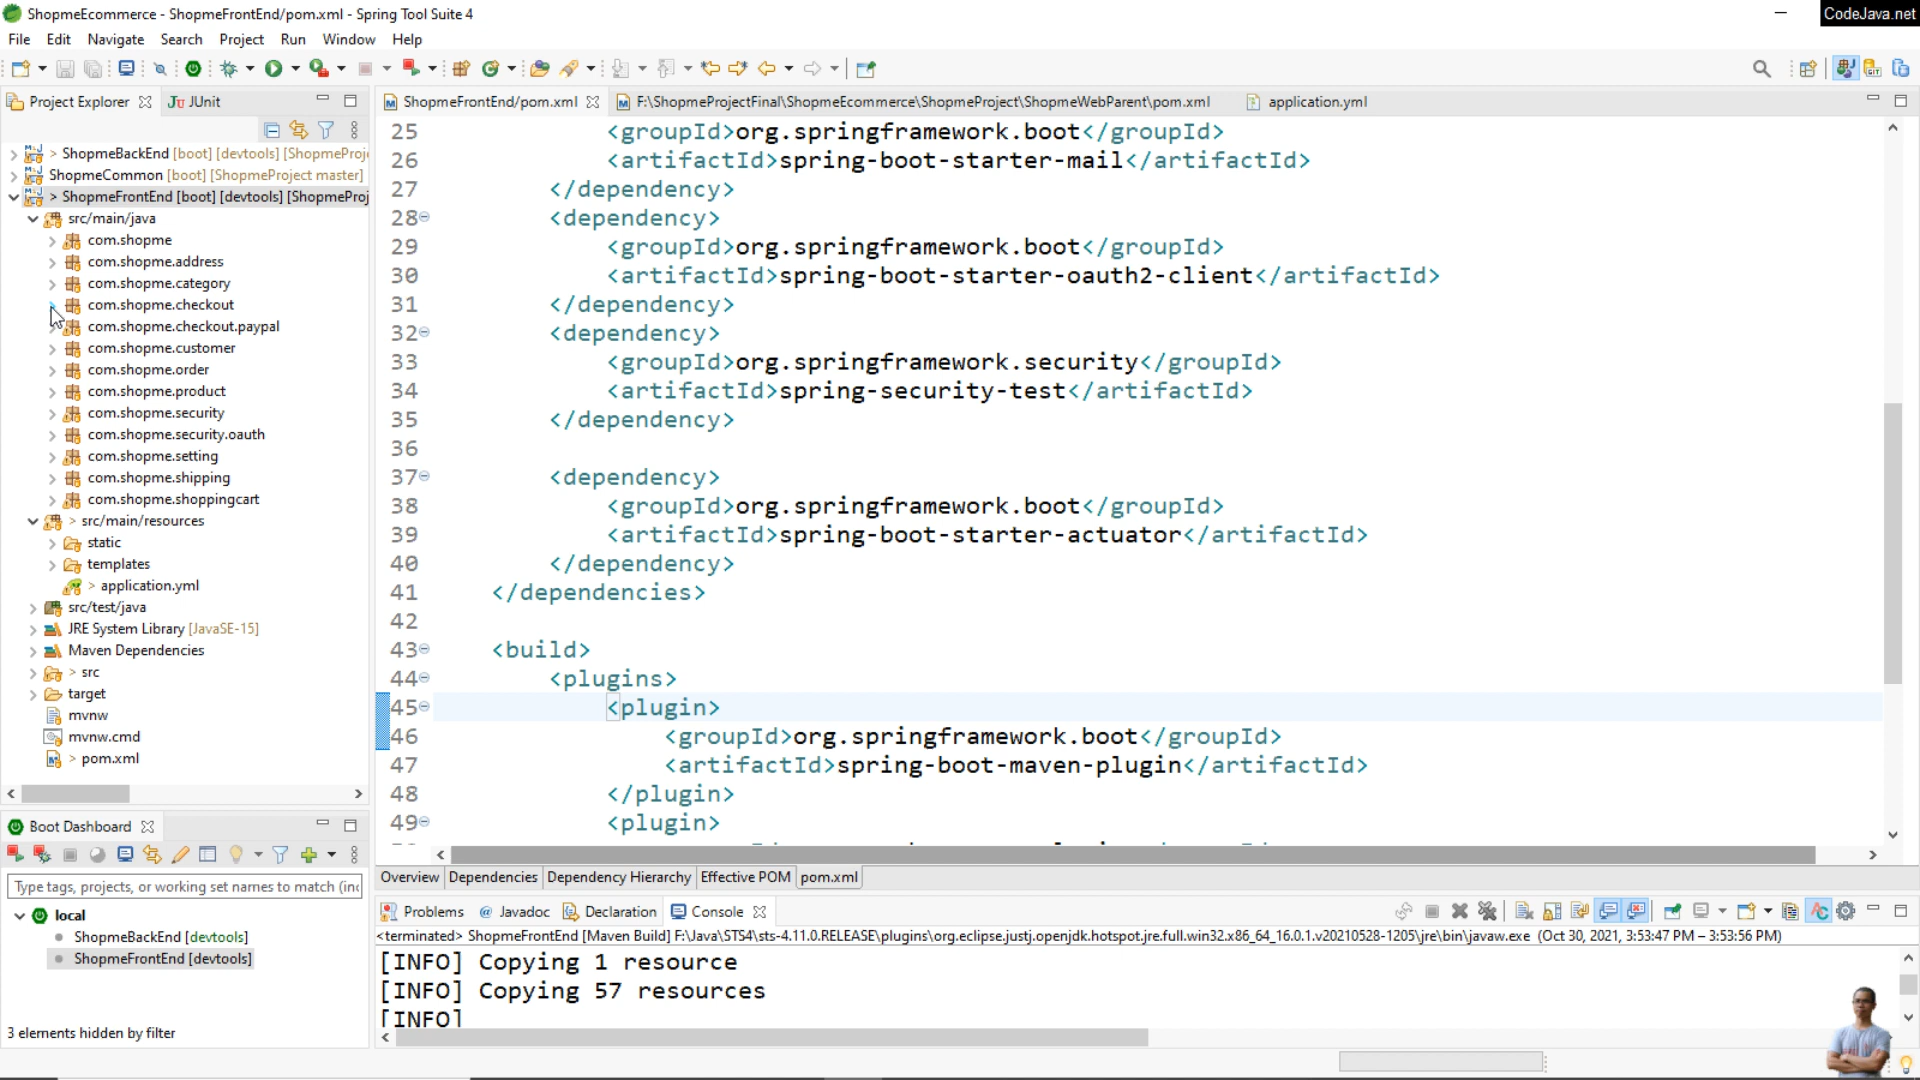 ShopmeEcommerce - ShopmeFrontEnd/pom.xml - Spring Tool Suite 4
CodeJava.net
File Edit Navigate Search Project Run Window Help
Project Explorer JUnit
ShopmeFrontEnd/pom.xml F:\ShopmeProjectFinal\ShopmeEcommerce\ShopmeProject\ShopmeWebParent\pom.xml application.yml
> ShopmeBackEnd [boot] [devtools] [ShopmeProj
ShopmeCommon [boot] [ShopmeProject master]
> ShopmeFrontEnd [boot] [devtools] [ShopmeProj
src/main/java
com.shopme
com.shopme.address
com.shopme.category
com.shopme.checkout
com.shopme.checkout.paypal
com.shopme.customer
com.shopme.order
com.shopme.product
com.shopme.security
com.shopme.security.oauth
com.shopme.setting
com.shopme.shipping
com.shopme.shoppingcart
> src/main/resources
static
templates
> application.yml
src/test/java
JRE System Library [JavaSE-15]
Maven Dependencies
> src
target
mvnw
mvnw.cmd
> pom.xml
25 <groupId>org.springframework.boot</groupId>
26 <artifactId>spring-boot-starter-mail</artifactId>
27 </dependency>
28 <dependency>
29 <groupId>org.springframework.boot</groupId>
30 <artifactId>spring-boot-starter-oauth2-client</artifactId>
31 </dependency>
32 <dependency>
33 <groupId>org.springframework.security</groupId>
34 <artifactId>spring-security-test</artifactId>
35 </dependency>
36
37 <dependency>
38 <groupId>org.springframework.boot</groupId>
39 <artifactId>spring-boot-starter-actuator</artifactId>
40 </dependency>
41 </dependencies>
42
43 <build>
44 <plugins>
45 <plugin>
46 <groupId>org.springframework.boot</groupId>
47 <artifactId>spring-boot-maven-plugin</artifactId>
48 </plugin>
49 <plugin>
Overview Dependencies Dependency Hierarchy Effective POM pom.xml
Boot Dashboard
Type tags, projects, or working set names to match (inc
local
ShopmeBackEnd [devtools]
ShopmeFrontEnd [devtools]
3 elements hidden by filter
Problems Javadoc Declaration Console
<terminated> ShopmeFrontEnd [Maven Build] F:\Java\STS4\sts-4.11.0.RELEASE\plugins\org.eclipse.justj.openjdk.hotspot.jre.full.win32.x86_64_16.0.1.v20210528-1205\jre\bin\javaw.exe (Oct 30, 2021, 3:53:47 PM – 3:53:56 PM)
[INFO] Copying 1 resource
[INFO] Copying 57 resources
[INFO]